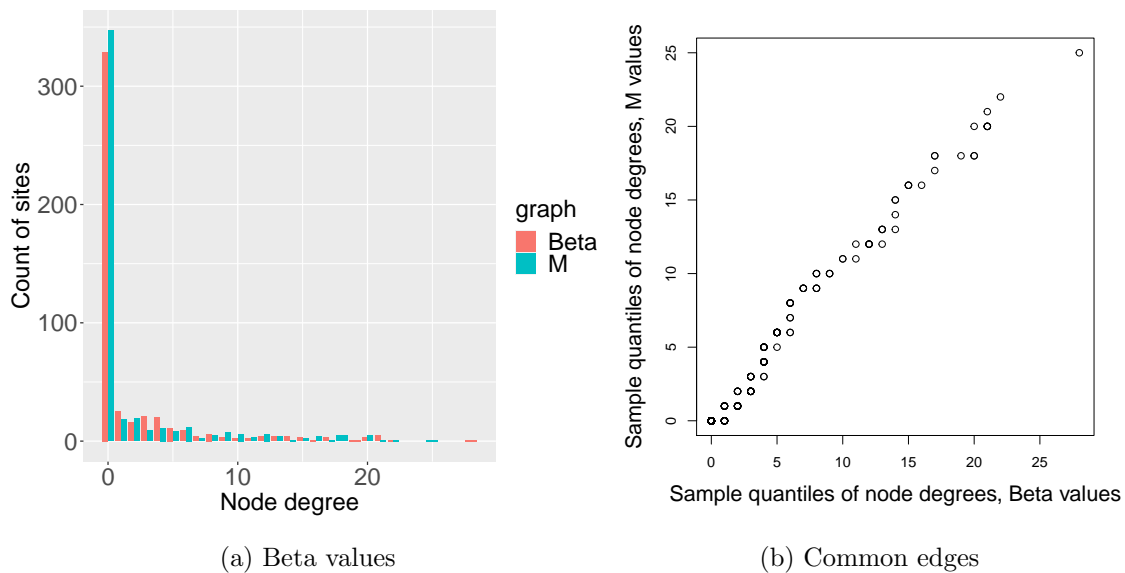 300
200
100
0
Count of sites
0 10 20
Node degree
graph
Beta
M
(a) Beta values
25
20
15
10
5
0
Sample quantiles of node degrees, M values
0 5 10 15 20 25
Sample quantiles of node degrees, Beta values
(b) Common edges